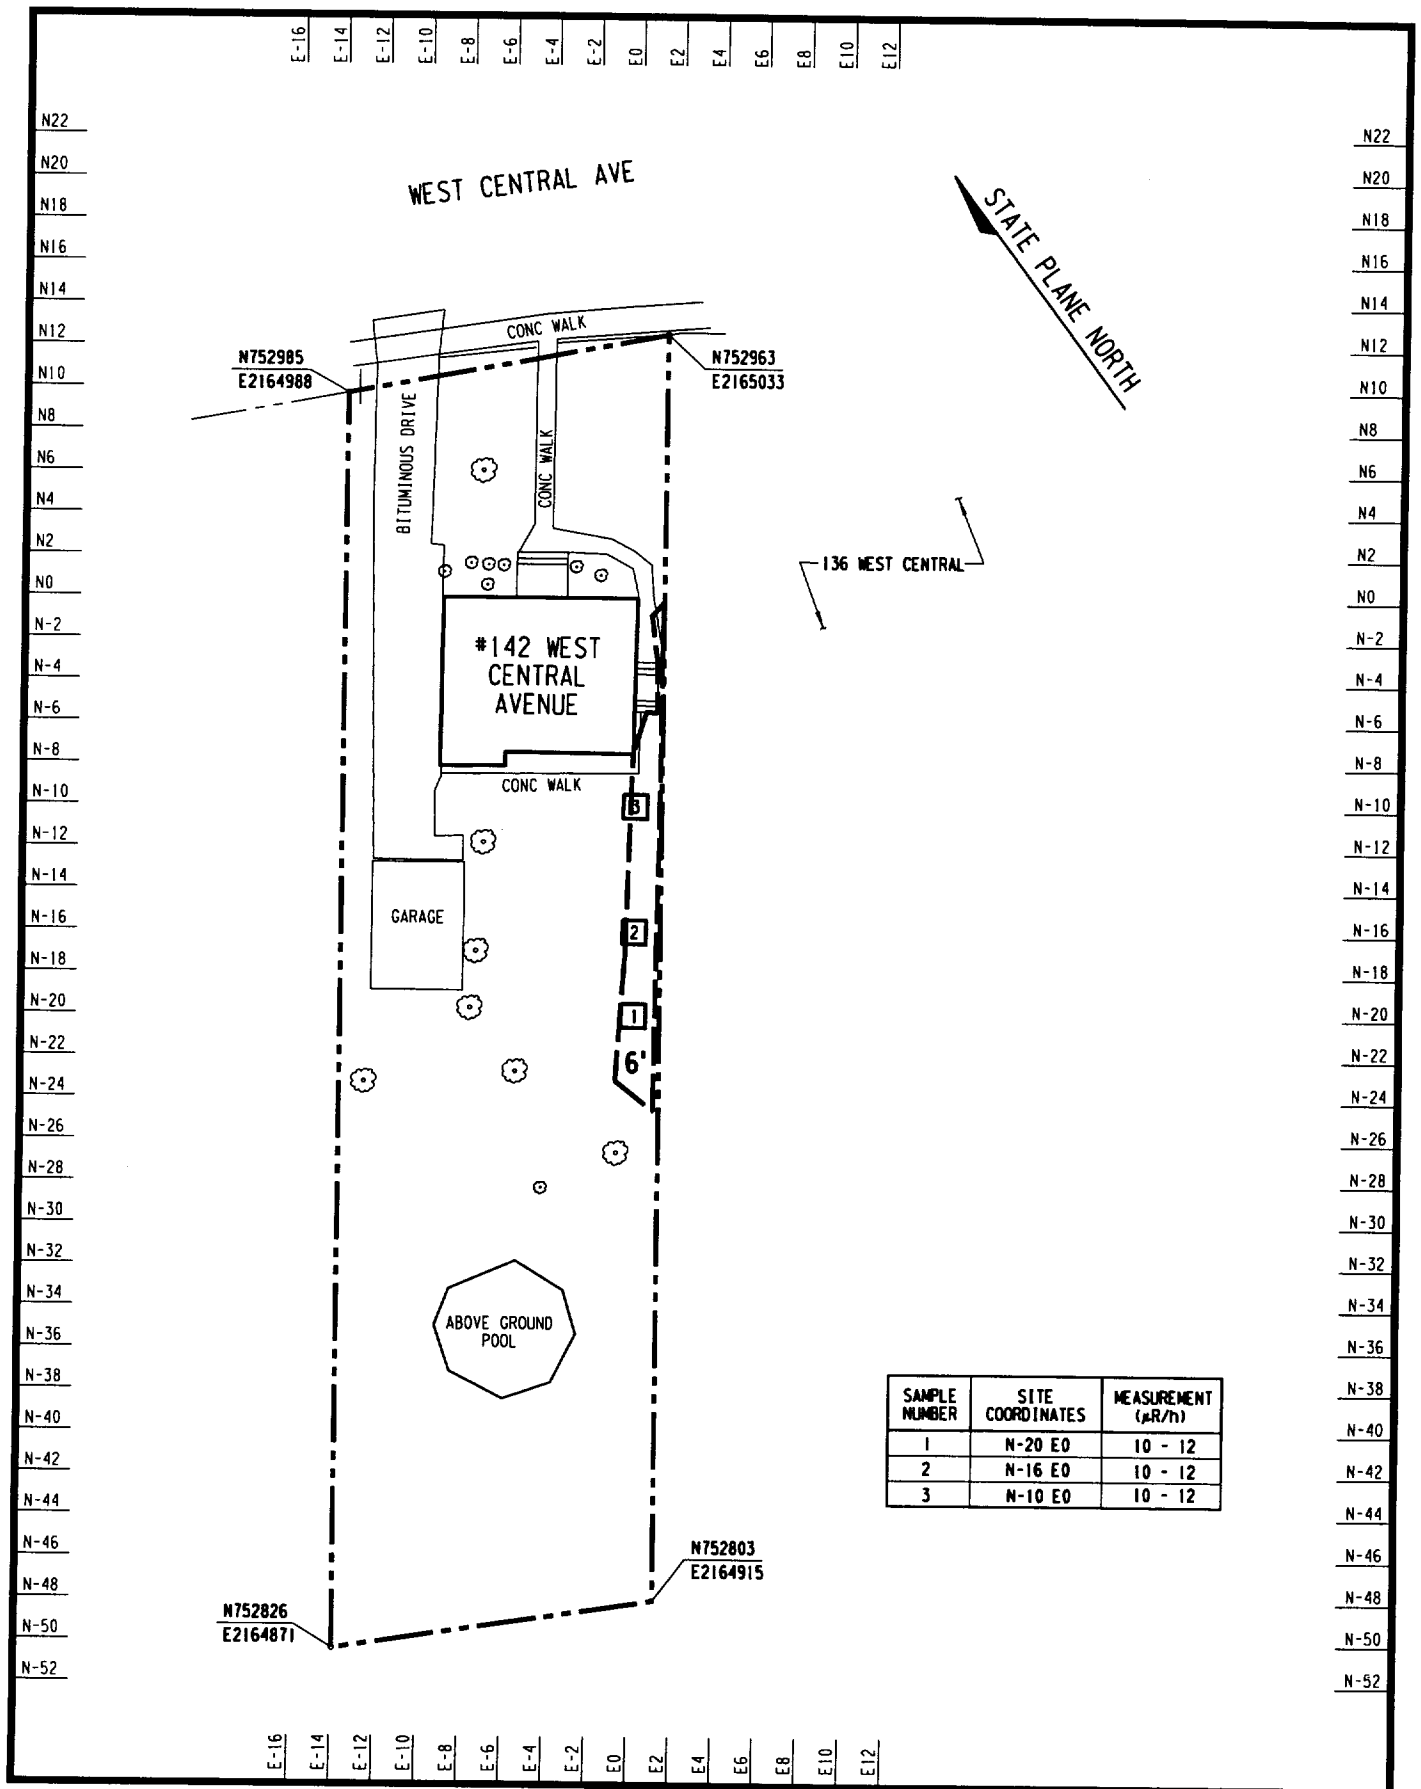 E-16 E-14 E-12 E-10 E-8 E-6 E-4 E-2 E0 E2 E4 E6 E8 E10 E12
N22 N22
N20 N20
N18 N18
N16 N16
N14 N14
N12 N12
N10 N10
N8 N8
N6 N6
N4 N4
N2 N2
N0 N0
N-2 N-2
N-4 N-4
N-6 N-6
N-8 N-8
N-10 N-10
N-12 N-12
N-14 N-14
N-16 N-16
N-18 N-18
N-20 N-20
N-22 N-22
N-24 N-24
N-26 N-26
N-28 N-28
N-30 N-30
N-32 N-32
N-34 N-34
N-36 N-36
N-38 N-38
N-40 N-40
N-42 N-42
N-44 N-44
N-46 N-46
N-48 N-48
N-50 N-50
N-52 N-52
WEST CENTRAL AVE
STATE PLANE NORTH
CONC WALK
N752985
E2164988
N752963
E2165033
BITUMINOUS DRIVE
CONC WALK
136 WEST CENTRAL
#142 WEST
CENTRAL
AVENUE
CONC WALK
3
GARAGE
2
1
6'
ABOVE GROUND
POOL
SAMPLE NUMBER SITE COORDINATES MEASUREMENT (μR/h)
1 N-20 E0 10 - 12
2 N-16 E0 10 - 12
3 N-10 E0 10 - 12
N752803
E2164915
N752826
E2164871
E-16 E-14 E-12 E-10 E-8 E-6 E-4 E-2 E0 E2 E4 E6 E8 E10 E12